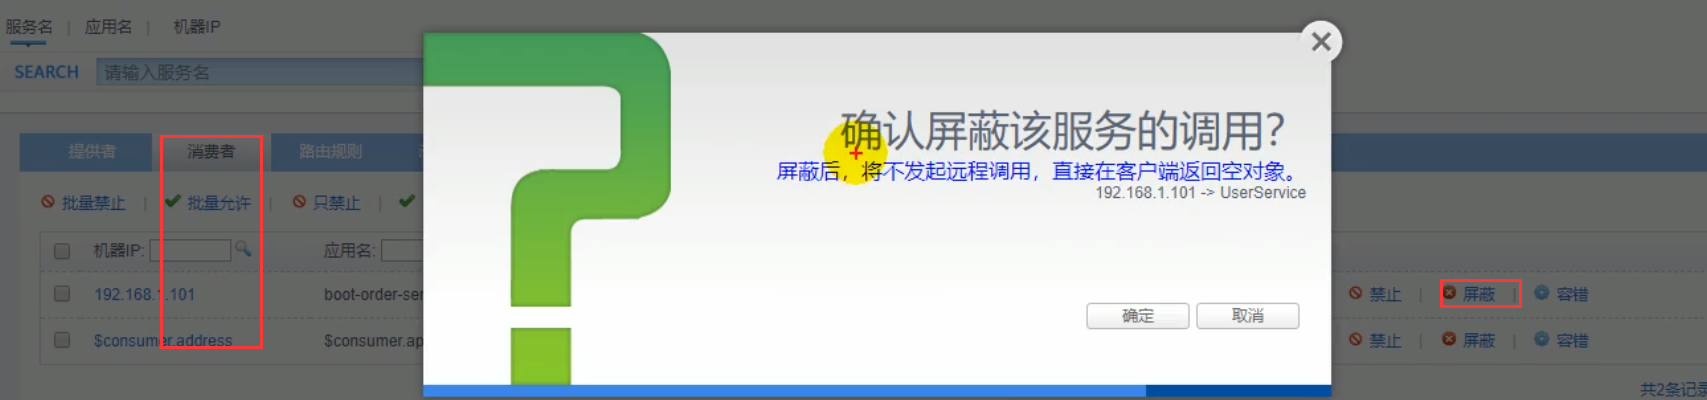 服务名 | 应用名 | 机器IP
SEARCH 请输入服务名
确认屏蔽该服务的调用？
屏蔽后，将不发起远程调用，直接在客户端返回空对象。
192.168.1.101 -> UserService
确定 取消
提供者 消费者 路由规则
批量禁止 | 批量允许 | 只禁止 |
机器IP: 应用名:
192.168.1.101 boot-order-ser 禁止 | 屏蔽 | 容错
$consumer.address $consumer.ap 禁止 | 屏蔽 | 容错
共2条记录